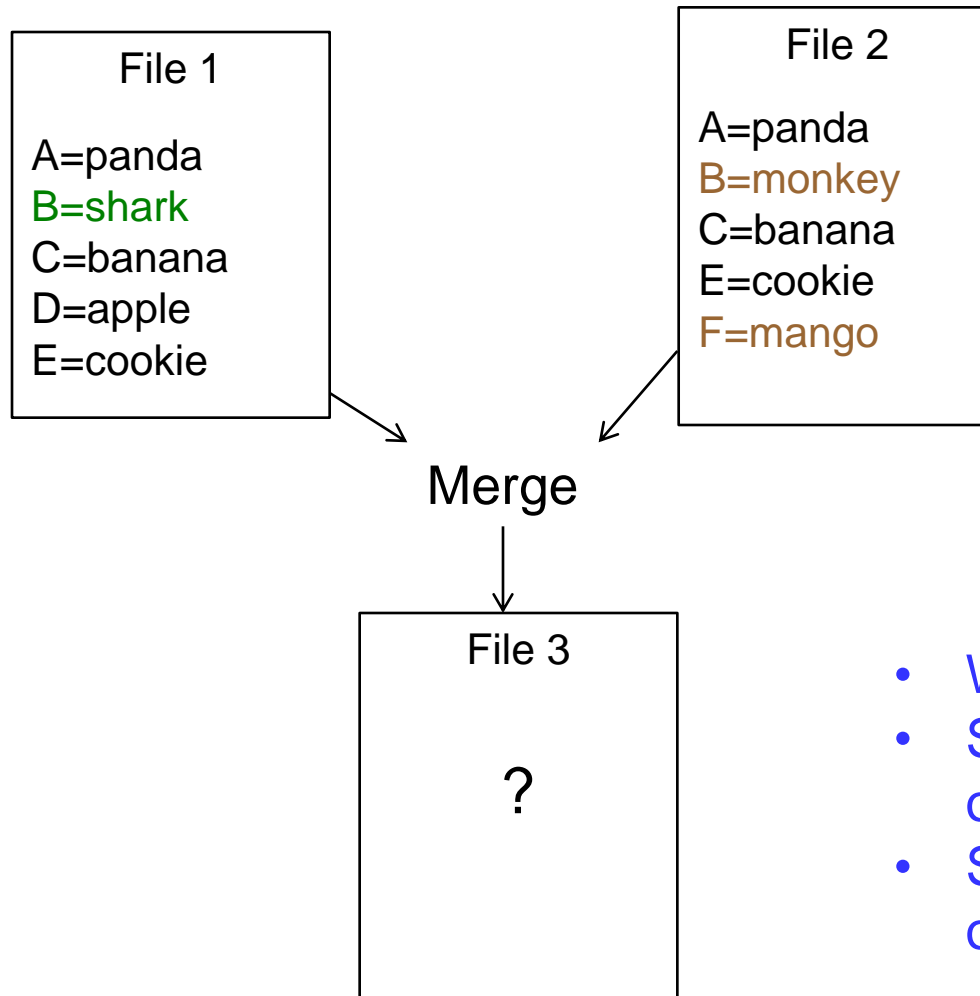 File 1
A=panda
B=shark
C=banana
D=apple
E=cookie
File 2
A=panda
B=monkey
C=banana
E=cookie
F=mango
Merge
File 3
?